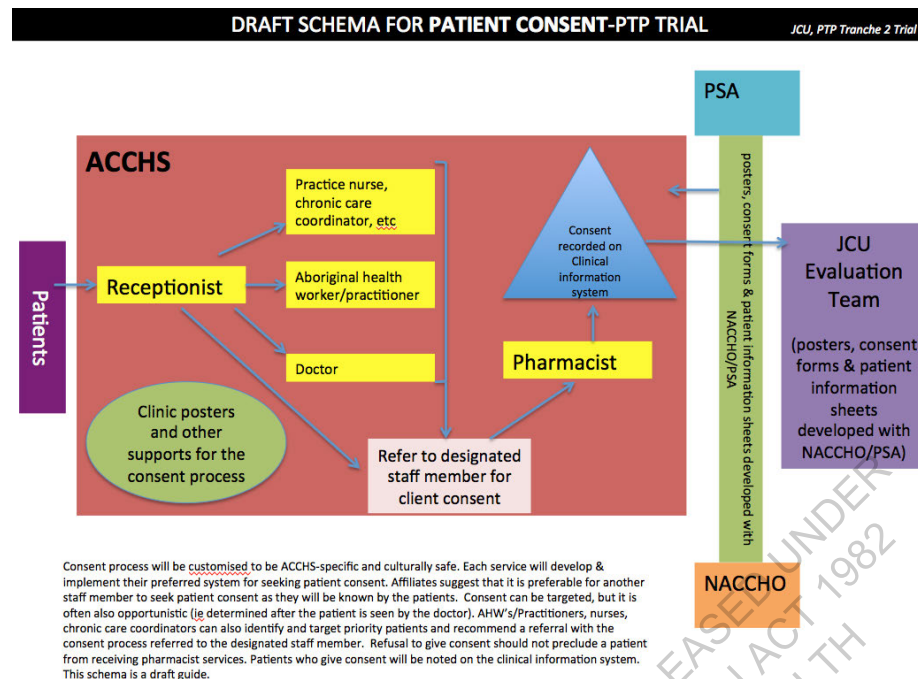 DRAFT SCHEMA FOR PATIENT CONSENT-PTP TRIAL
JCU, PTP Tranche 2 Trial
PSA
ACCHS
Practice nurse,
chronic care
coordinator, etc
Consent
recorded on
Clinical
information
system
posters, consent forms & patient information sheets developed with
NACCHO/PSA
JCU
Evaluation
Team
(posters, consent
forms & patient
information
sheets
developed with
NACCHO/PSA)
Patients
Receptionist
Aboriginal health
worker/practitioner
Doctor
Pharmacist
Clinic posters
and other
supports for the
consent process
Refer to designated
staff member for
client consent
NACCHO
Consent process will be customised to be ACCHS-specific and culturally safe. Each service will develop &
implement their preferred system for seeking patient consent. Affiliates suggest that it is preferable for another
staff member to seek patient consent as they will be known by the patients. Consent can be targeted, but it is
often also opportunistic (ie determined after the patient is seen by the doctor). AHW's/Practitioners, nurses,
chronic care coordinators can also identify and target priority patients and recommend a referral with the
consent process referred to the designated staff member. Refusal to give consent should not preclude a patient
from receiving pharmacist services. Patients who give consent will be noted on the clinical information system.
This schema is a draft guide.
EASED UNDER
ACT 1982
LTH